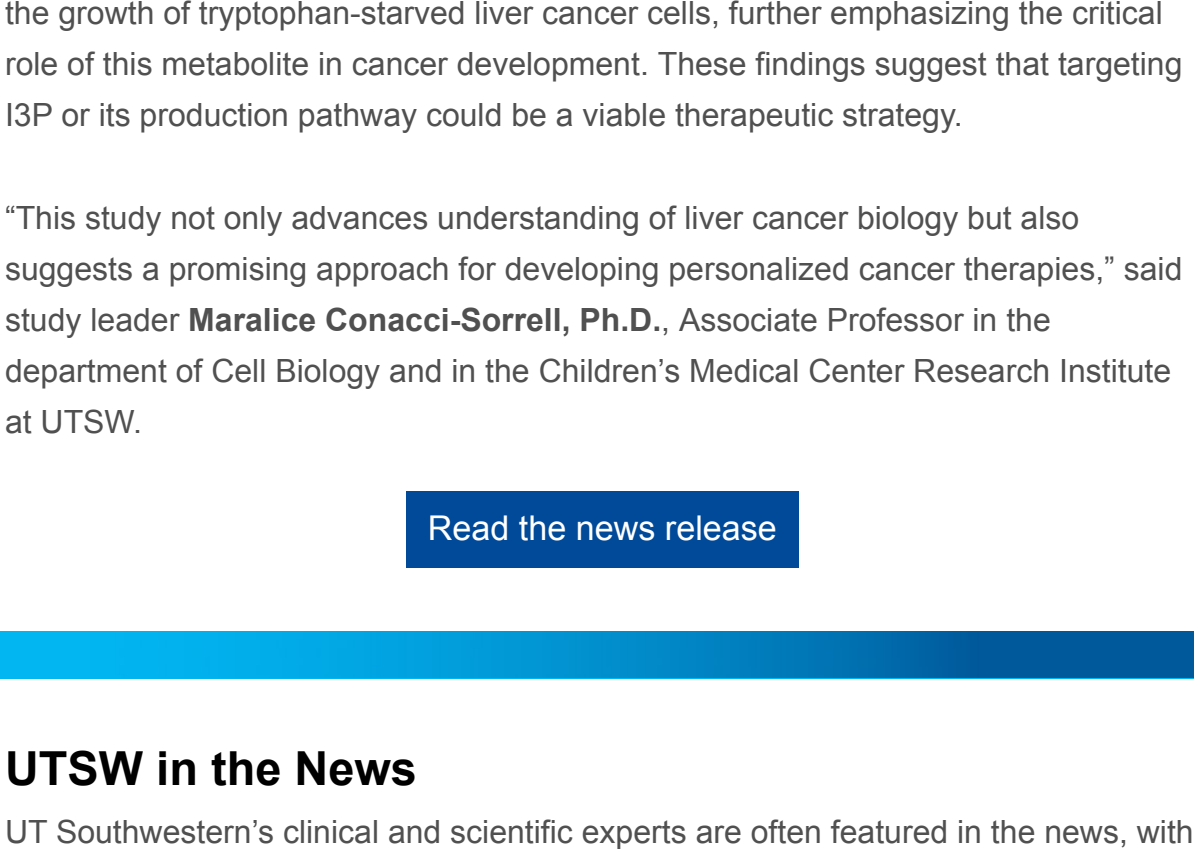 the growth of tryptophan-starved liver cancer cells, further emphasizing the critical
role of this metabolite in cancer development. These findings suggest that targeting
I3P or its production pathway could be a viable therapeutic strategy.
“This study not only advances understanding of liver cancer biology but also
suggests a promising approach for developing personalized cancer therapies,” said
study leader Maralice Conacci-Sorrell, Ph.D., Associate Professor in the
department of Cell Biology and in the Children’s Medical Center Research Institute
at UTSW.
Read the news release
UTSW in the News
UT Southwestern’s clinical and scientific experts are often featured in the news, with